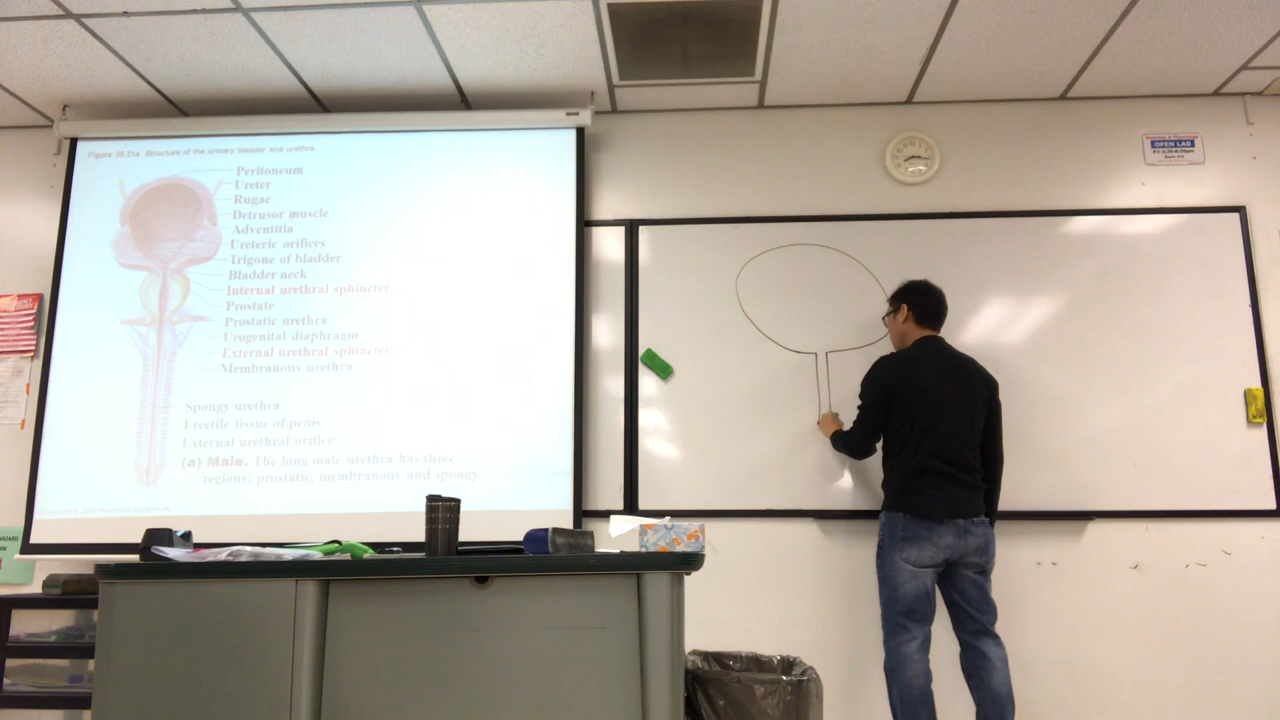 Figure 25.21a Structure of the urinary bladder and urethra.
Peritoneum
Ureter
Rugae
Detrusor muscle
Adventitia
Ureteric orifices
Trigone of bladder
Bladder neck
Internal urethral sphincter
Prostate
Prostatic urethra
Urogenital diaphragm
External urethral sphincter
Membranous urethra
Spongy urethra
Erectile tissue of penis
External urethral orifice
(a) Male. The long male urethra has three
regions: prostatic, membranous and spongy.
Anatomy & Physiology
OPEN LAB